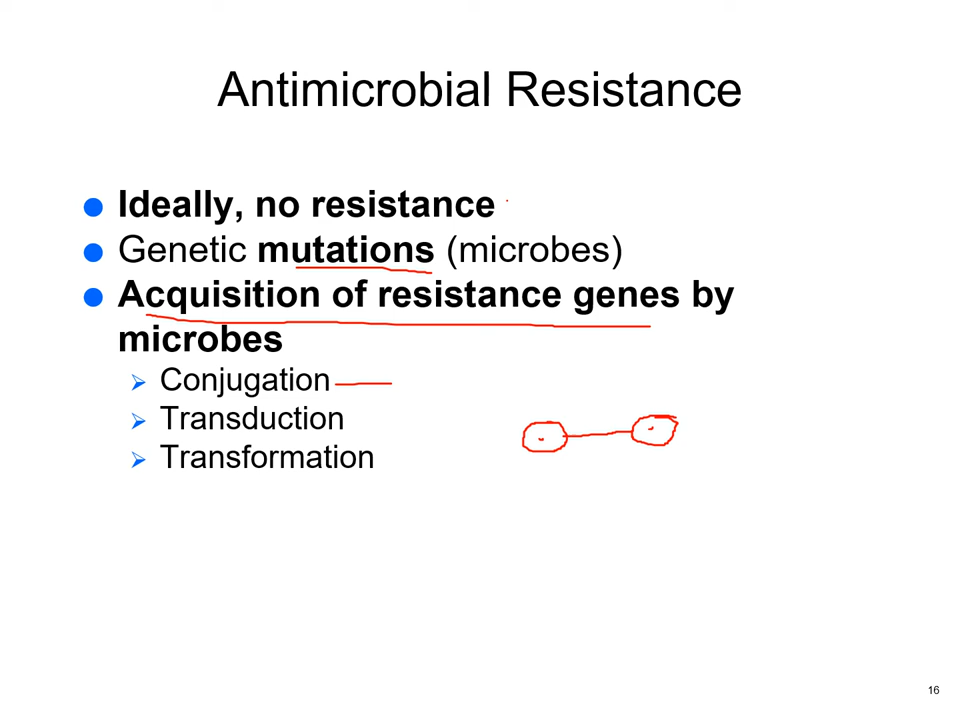 Antimicrobial Resistance
Ideally, no resistance
Genetic mutations (microbes)
Acquisition of resistance genes by
microbes
Conjugation
Transduction
Transformation
16